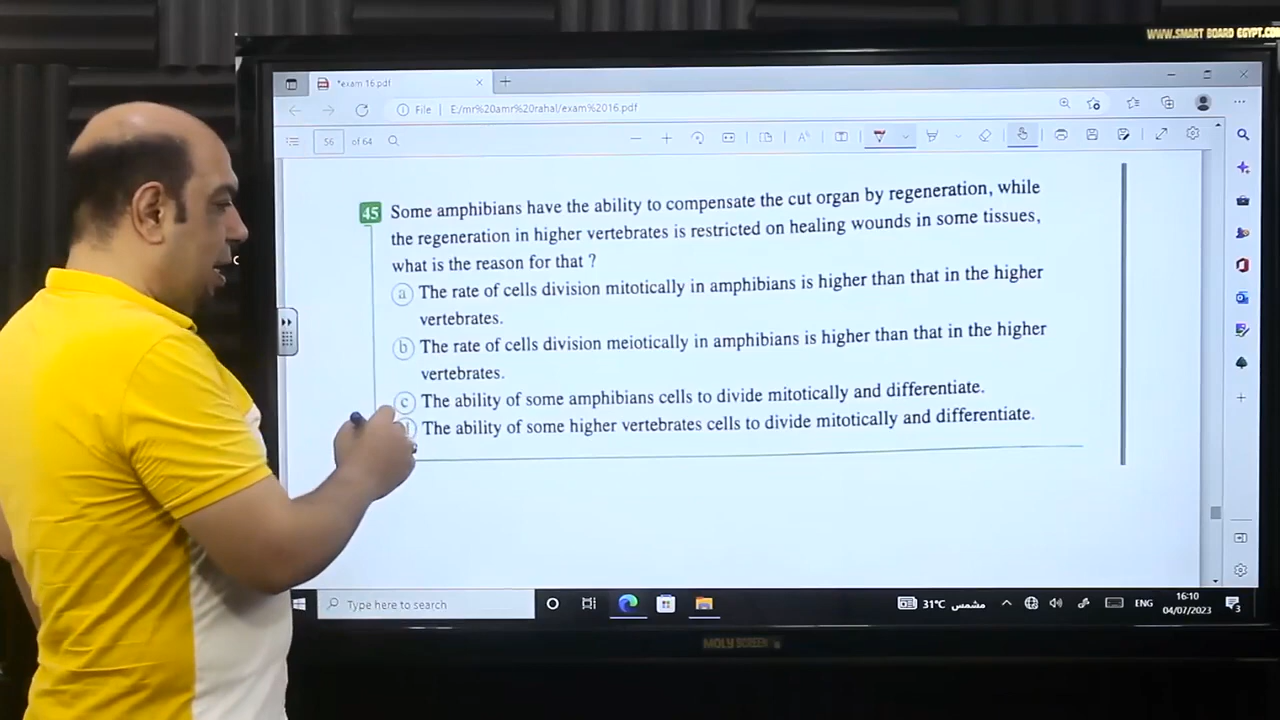 WWW.SMART BOARD EGYPT.CO
*exam 16 pdf
File | E:/mr%20amr%20rahal/exam%2016.pdf
56 of 64
45 Some amphibians have the ability to compensate the cut organ by regeneration, while
the regeneration in higher vertebrates is restricted on healing wounds in some tissues,
what is the reason for that ?
a The rate of cells division mitotically in amphibians is higher than that in the higher
vertebrates.
b The rate of cells division meiotically in amphibians is higher than that in the higher
vertebrates.
c The ability of some amphibians cells to divide mitotically and differentiate.
d The ability of some higher vertebrates cells to divide mitotically and differentiate.
Type here to search
31°C مشمس
ENG
16:10
04/07/2023
3
MOLY SCREEN